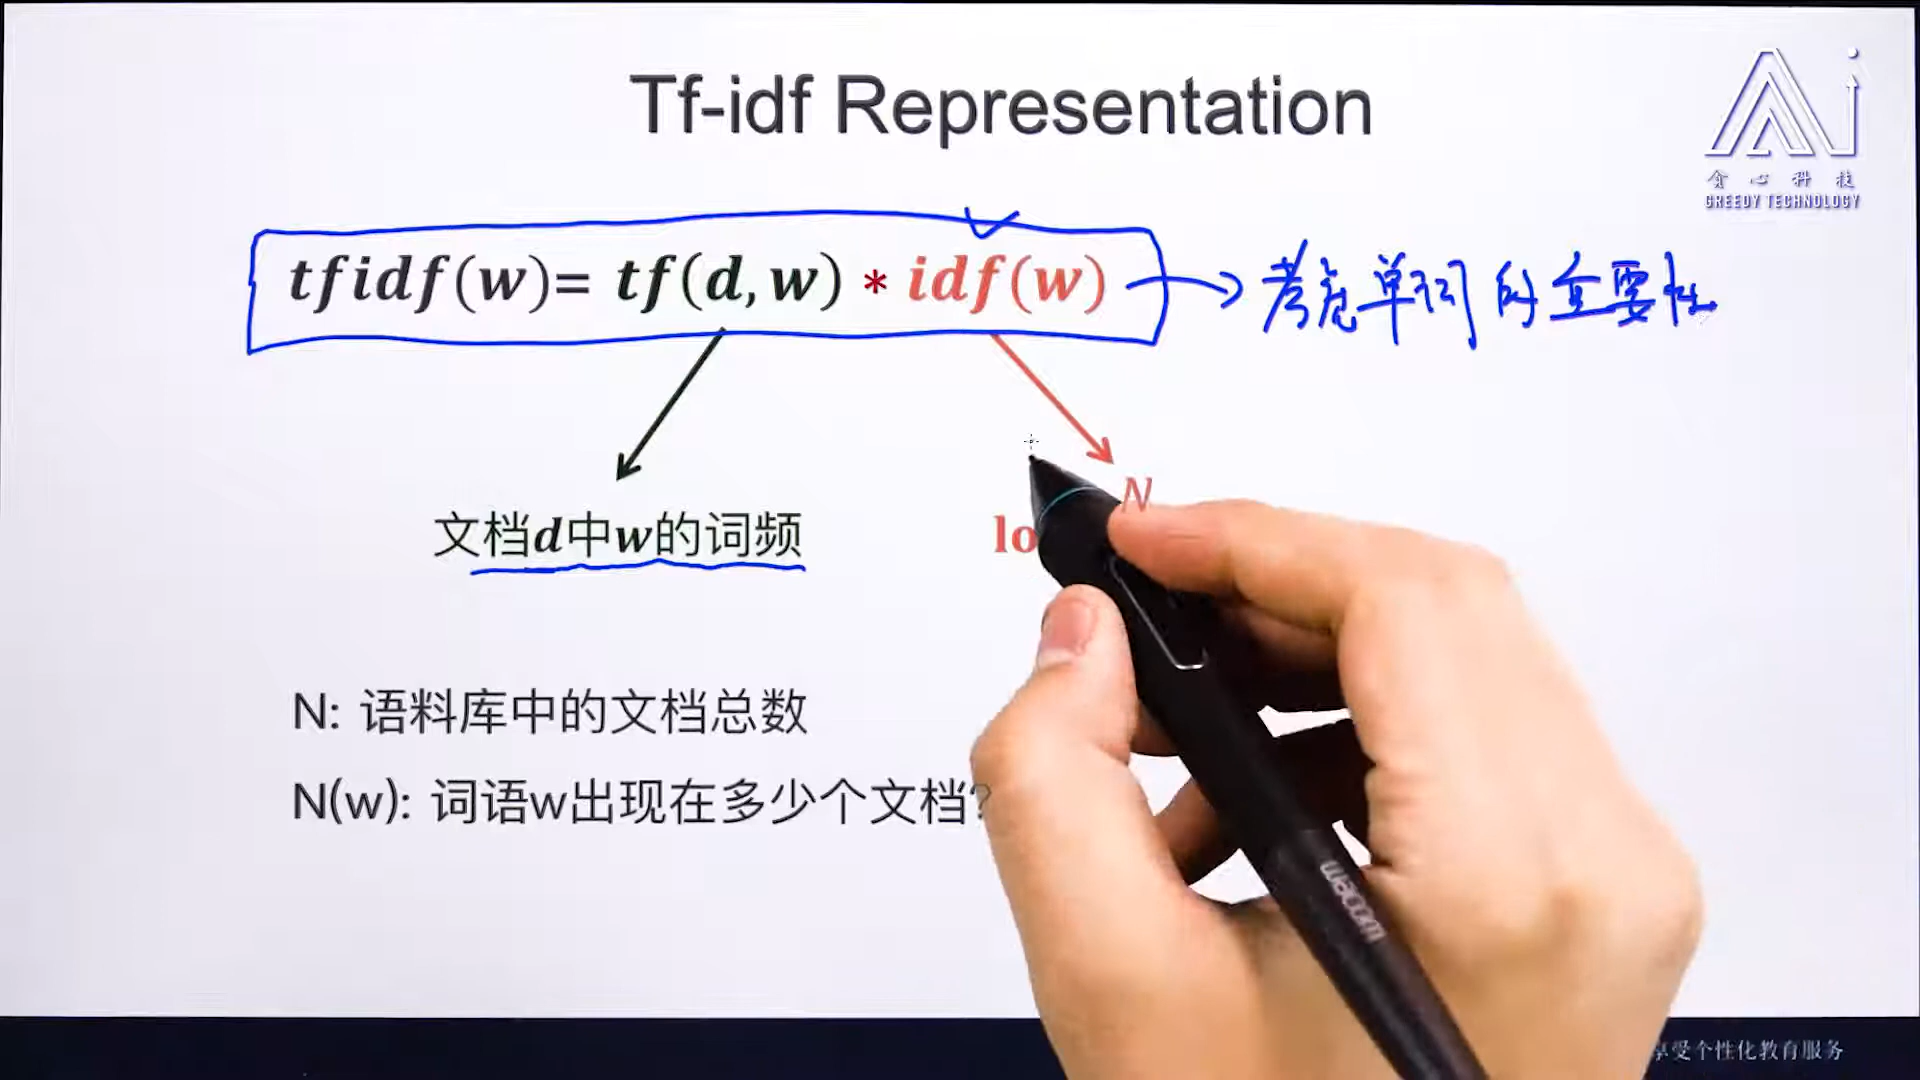 Tf-idf Representation
贪心科技
GREEDY TECHNOLOGY
tfidf(w)= tf(d,w) * idf(w)
考虑单词的重要性
文档d中w的词频
N
lo
N: 语料库中的文档总数
N(w): 词语w出现在多少个文档?
wacom
享受个性化教育服务